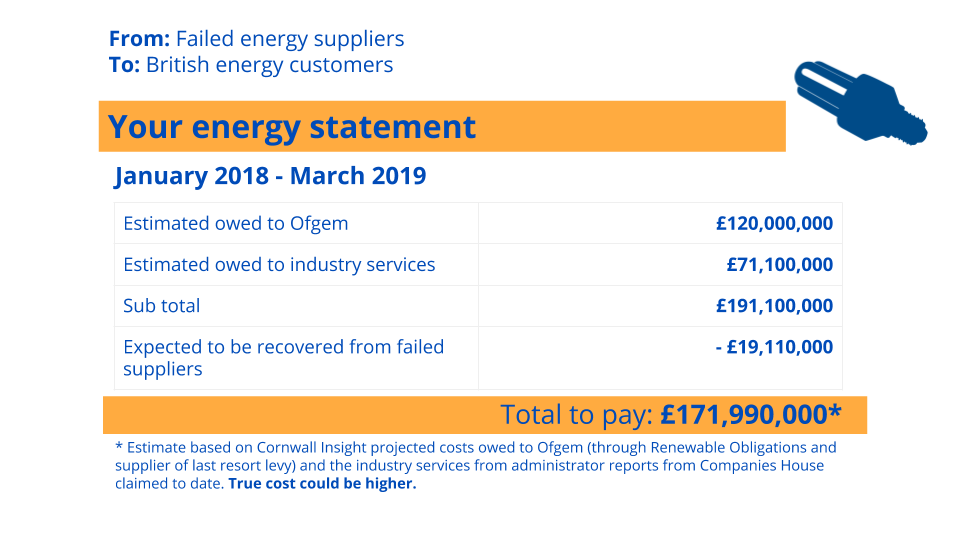 From: Failed energy suppliers
To: British energy customers
Your energy statement
January 2018 - March 2019
Estimated owed to Ofgem £120,000,000
Estimated owed to industry services £71,100,000
Sub total £191,100,000
Expected to be recovered from failed - £19,110,000
suppliers
Total to pay: £171,990,000*
* Estimate based on Cornwall Insight projected costs owed to Ofgem (through Renewable Obligations and
supplier of last resort levy) and the industry services from administrator reports from Companies House
claimed to date. True cost could be higher.